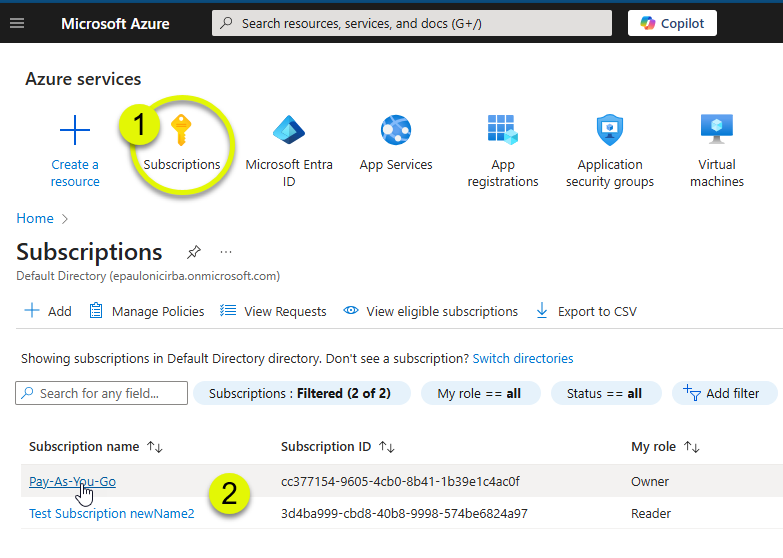 Microsoft Azure
Search resources, services, and docs (G+/)
Copilot
Azure services
1
Create a resource
Subscriptions
Microsoft Entra ID
App Services
App registrations
Application security groups
Virtual machines
Home
Subscriptions
Default Directory (epaulonicirba.onmicrosoft.com)
Add
Manage Policies
View Requests
View eligible subscriptions
Export to CSV
Showing subscriptions in Default Directory directory. Don't see a subscription? Switch directories
Search for any field...
Subscriptions : Filtered (2 of 2)
My role == all
Status == all
Add filter
Subscription name ↑↓ Subscription ID ↑↓ My role ↑↓
Pay-As-You-Go cc377154-9605-4cb0-8b41-1b39e1c4ac0f Owner
2
Test Subscription newName2 3d4ba999-cbd8-40b8-9998-574be6824a97 Reader